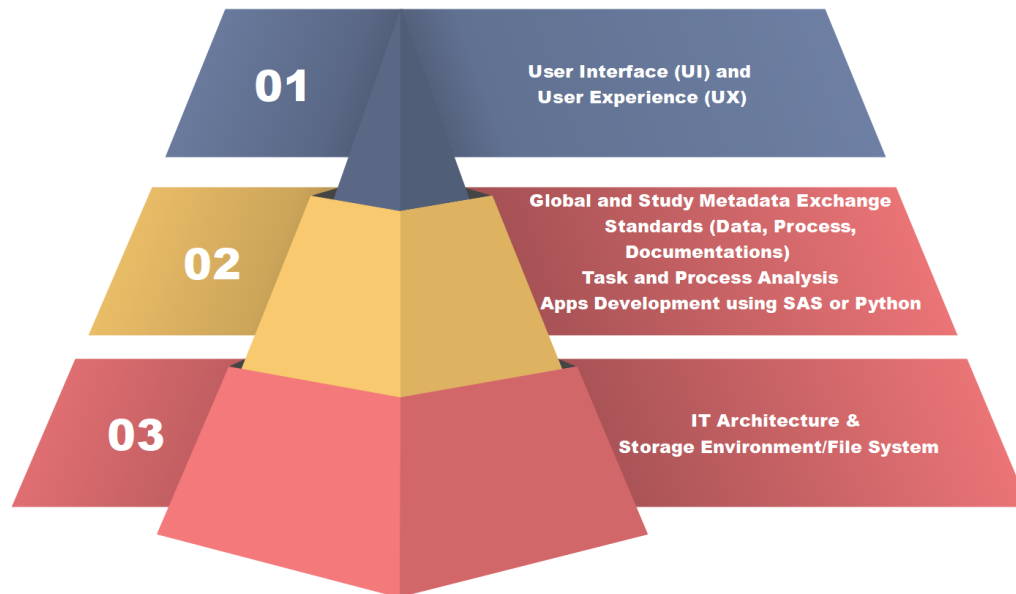 01
User Interface (UI) and
User Experience (UX)
02
Global and Study Metadata Exchange
Standards (Data, Process,
Documentations)
Task and Process Analysis
Apps Development using SAS or Python
03
IT Architecture &
Storage Environment/File System